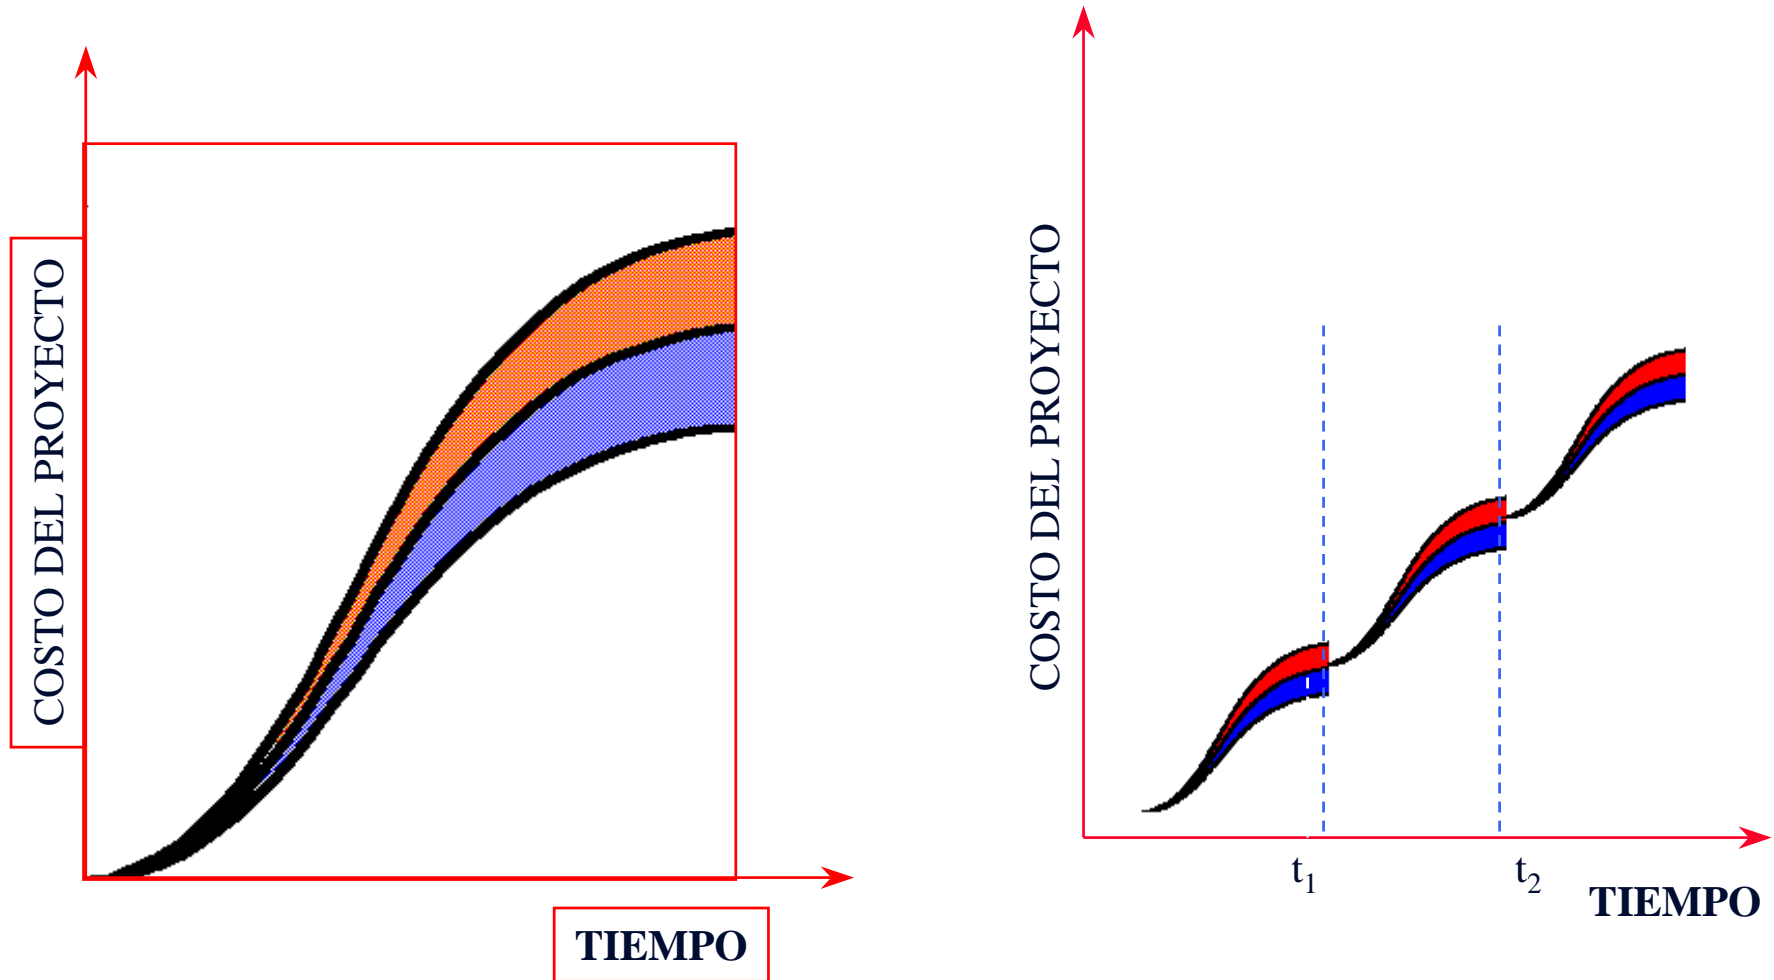 COSTO DEL PROYECTO
TIEMPO
COSTO DEL PROYECTO
t₁
t₂
TIEMPO